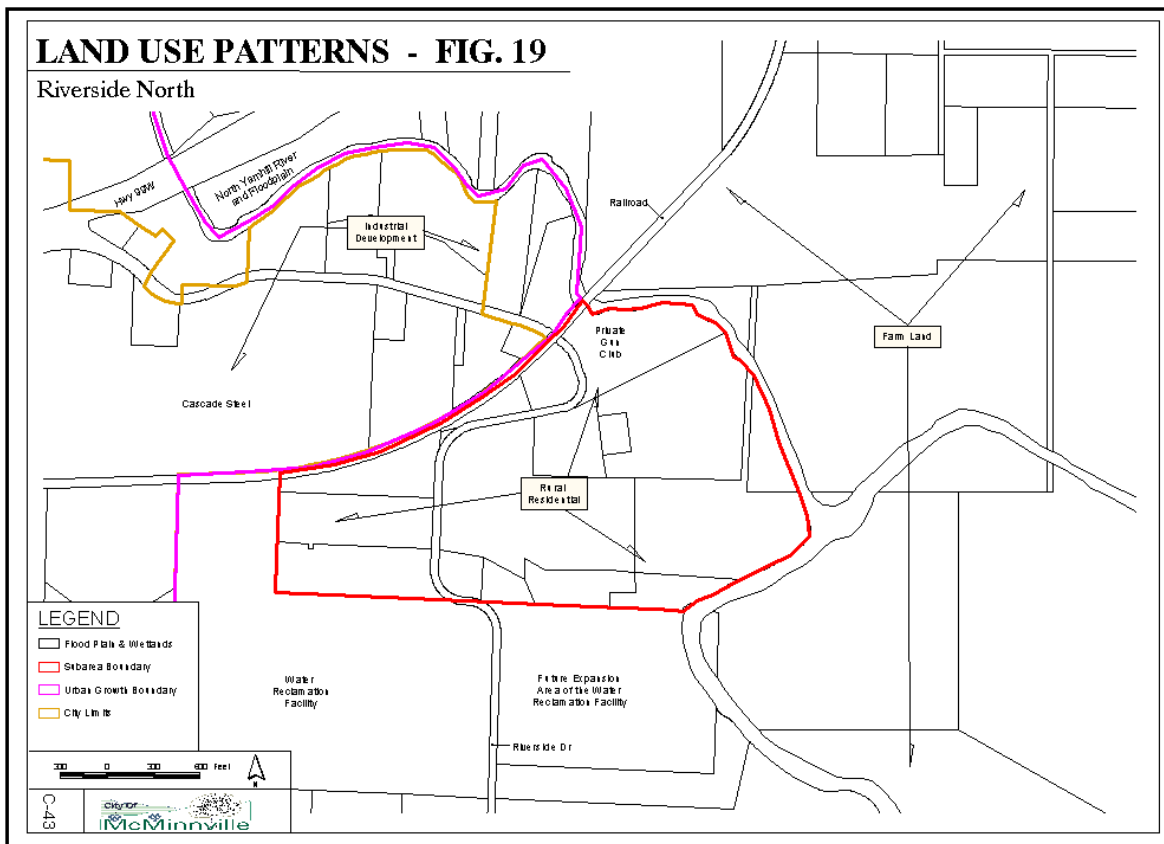 LAND USE PATTERNS - FIG. 19
Riverside North
Hwy 99W
North Yamhill River
and Floodplain
Railroad
Industrial
Development
Private
Gun
Club
Farm Land
Cascade Steel
Rural
Residential
LEGEND
Flood Plain & Wetlands
Subarea Boundary
Urban Growth Boundary
City Limits
Water
Reclamation
Facility
Future Expansion
Area of the Water
Reclamation Facility
Riverside Dr
300 0 300 600 Feet
N
C-43
City Of
McMinnville